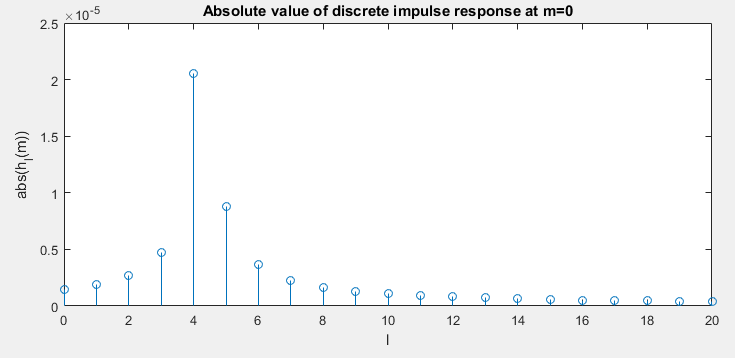 Absolute value of discrete impulse response at m=0
×10^-5
2.5
2
1.5
1
0.5
0
abs(h_l(m))
0 2 4 6 8 10 12 14 16 18 20
l